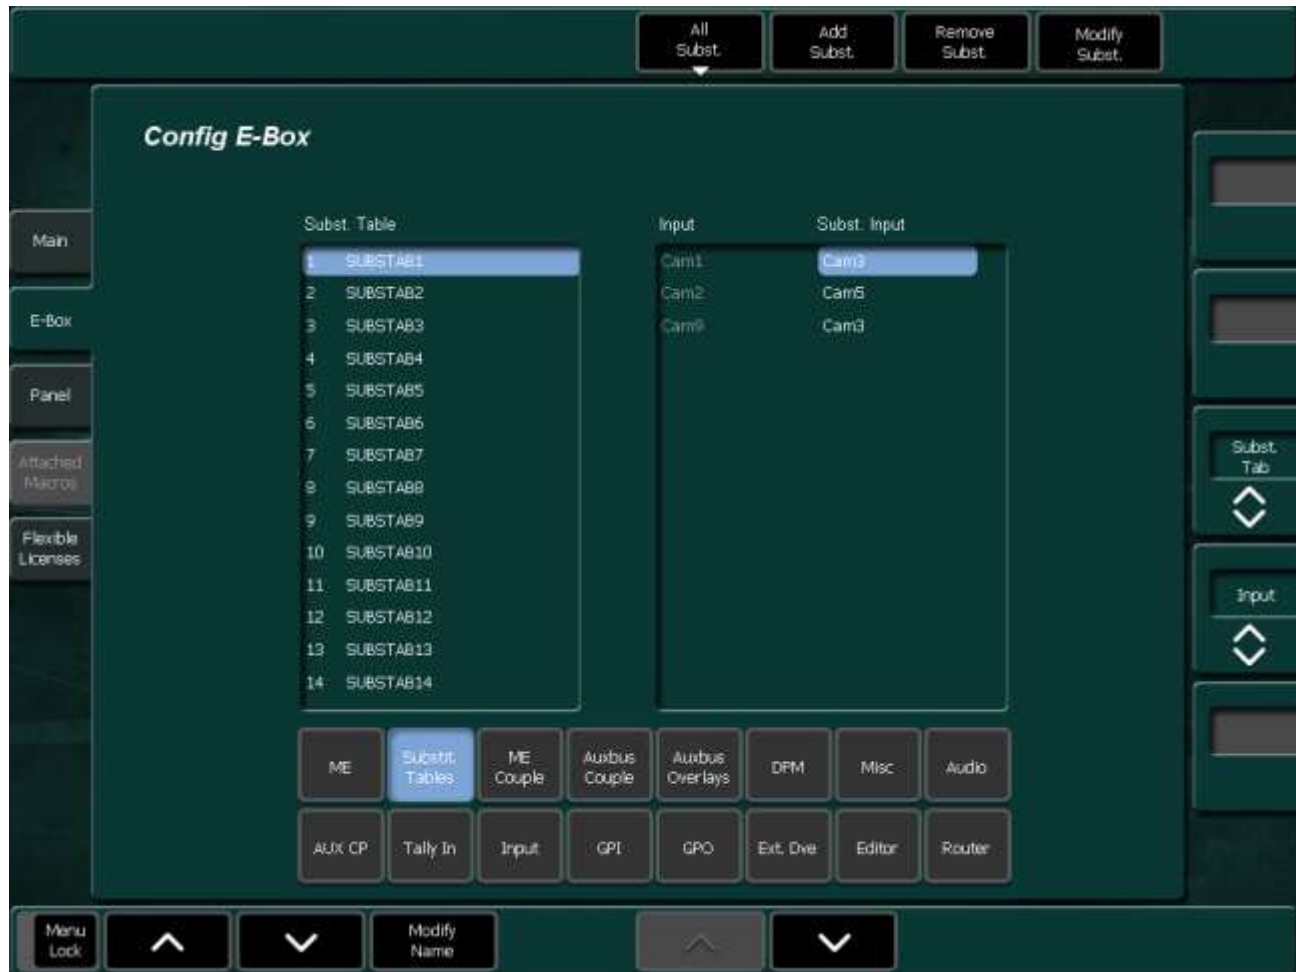 All
Subst.
Add
Subst.
Remove
Subst.
Modify
Subst.
Config E-Box
Subst. Table
Input
Subst. Input
Main
E-Box
Panel
Attached
Macros
Flexible
Licenses
1 SUBSTAB1
2 SUBSTAB2
3 SUBSTAB3
4 SUBSTAB4
5 SUBSTAB5
6 SUBSTAB6
7 SUBSTAB7
8 SUBSTAB8
9 SUBSTAB9
10 SUBSTAB10
11 SUBSTAB11
12 SUBSTAB12
13 SUBSTAB13
14 SUBSTAB14
Cam1 Cam3
Cam2 Cam5
Cam9 Cam3
Subst.
Tab
Input
ME
Substit.
Tables
ME
Couple
Auxbus
Couple
Auxbus
Overlays
DPM
Misc
Audio
AUX CP
Tally In
Input
GPI
GPO
Ext. Dve
Editor
Router
Menu
Lock
Modify
Name